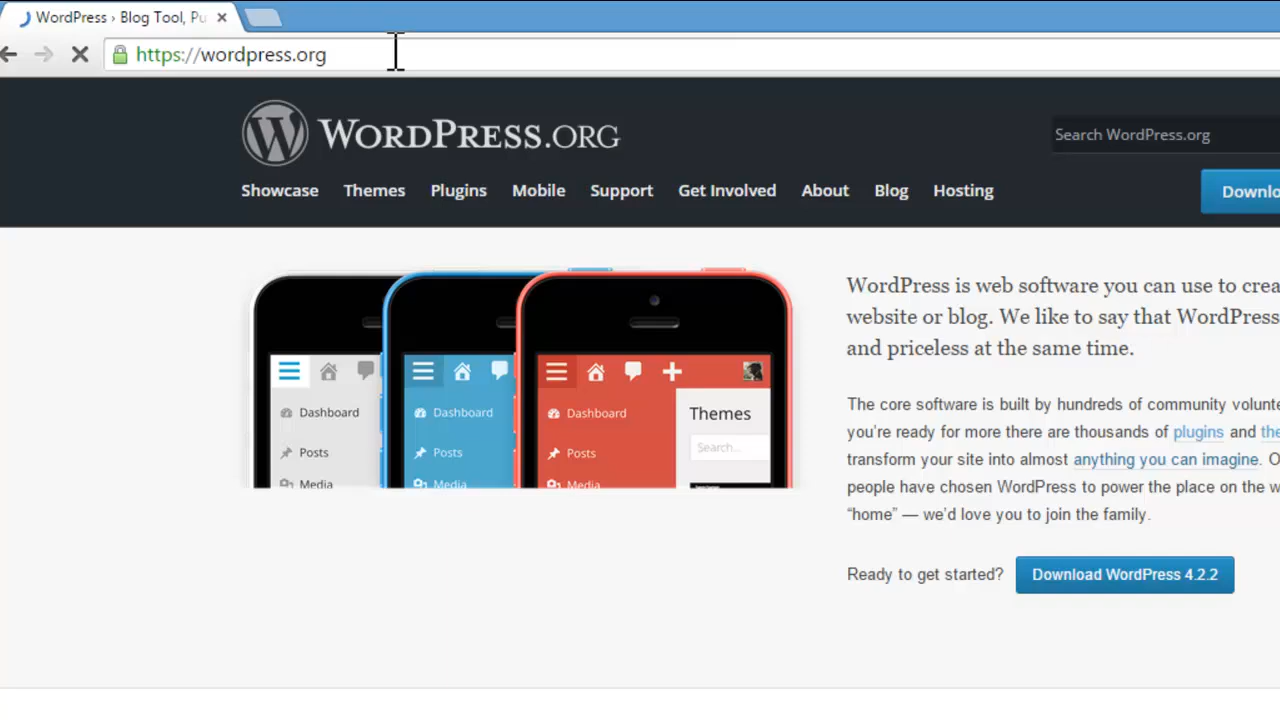 WordPress › Blog Tool, Pu
https://wordpress.org
WORDPRESS.ORG
Search WordPress.org
Showcase Themes Plugins Mobile Support Get Involved About Blog Hosting
Downlo
WordPress is web software you can use to crea
website or blog. We like to say that WordPress
and priceless at the same time.
Dashboard Dashboard Dashboard Themes
Search...
Posts Posts Posts
Media Media Media
The core software is built by hundreds of community volunte
you're ready for more there are thousands of plugins and the
transform your site into almost anything you can imagine. O
people have chosen WordPress to power the place on the w
“home” — we'd love you to join the family.
Ready to get started? Download WordPress 4.2.2